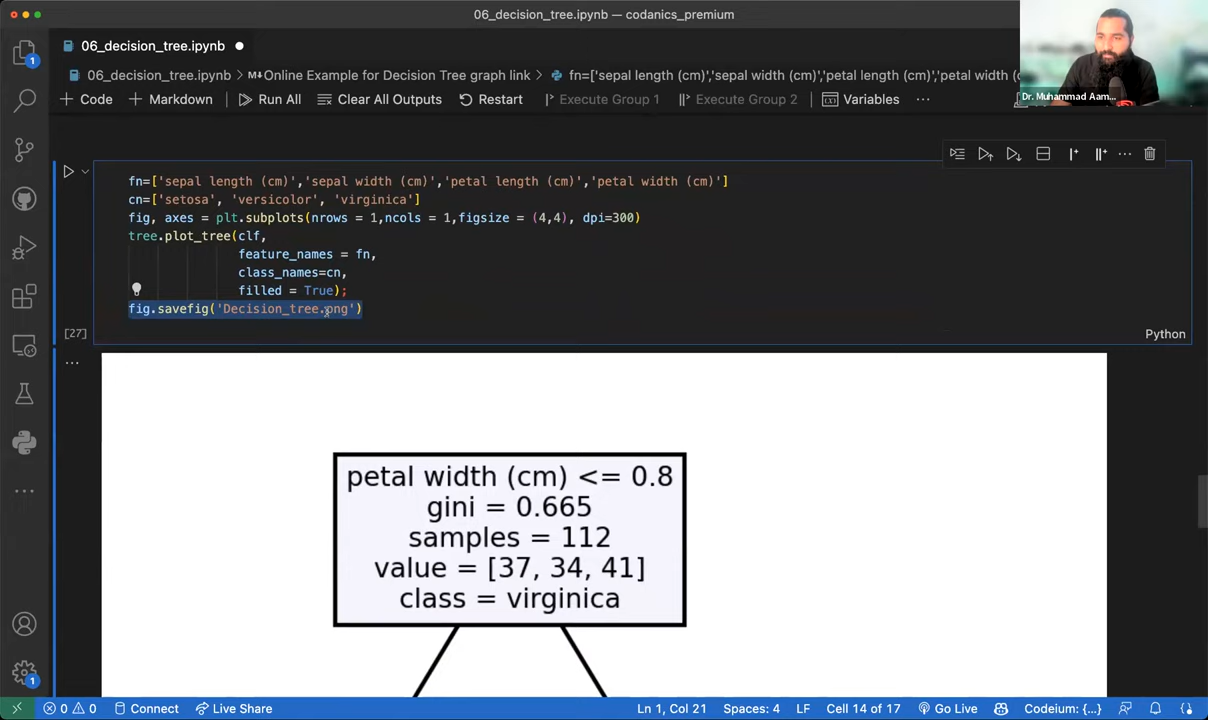 06_decision_tree.ipynb — codanics_premium
06_decision_tree.ipynb
06_decision_tree.ipynb > M↓Online Example for Decision Tree graph link > fn=['sepal length (cm)','sepal width (cm)','petal length (cm)','petal width (
+ Code + Markdown Run All Clear All Outputs Restart Execute Group 1 Execute Group 2 Variables ...
Dr. Muhammad Aam...
fn=['sepal length (cm)','sepal width (cm)','petal length (cm)','petal width (cm)']
cn=['setosa', 'versicolor', 'virginica']
fig, axes = plt.subplots(nrows = 1,ncols = 1,figsize = (4,4), dpi=300)
tree.plot_tree(clf,
feature_names = fn,
class_names=cn,
filled = True);
fig.savefig('Decision_tree.png')
[27]
Python
...
petal width (cm) <= 0.8
gini = 0.665
samples = 112
value = [37, 34, 41]
class = virginica
1
1
0 0 Connect Live Share Ln 1, Col 21 Spaces: 4 LF Cell 14 of 17 Go Live Codeium: {...}